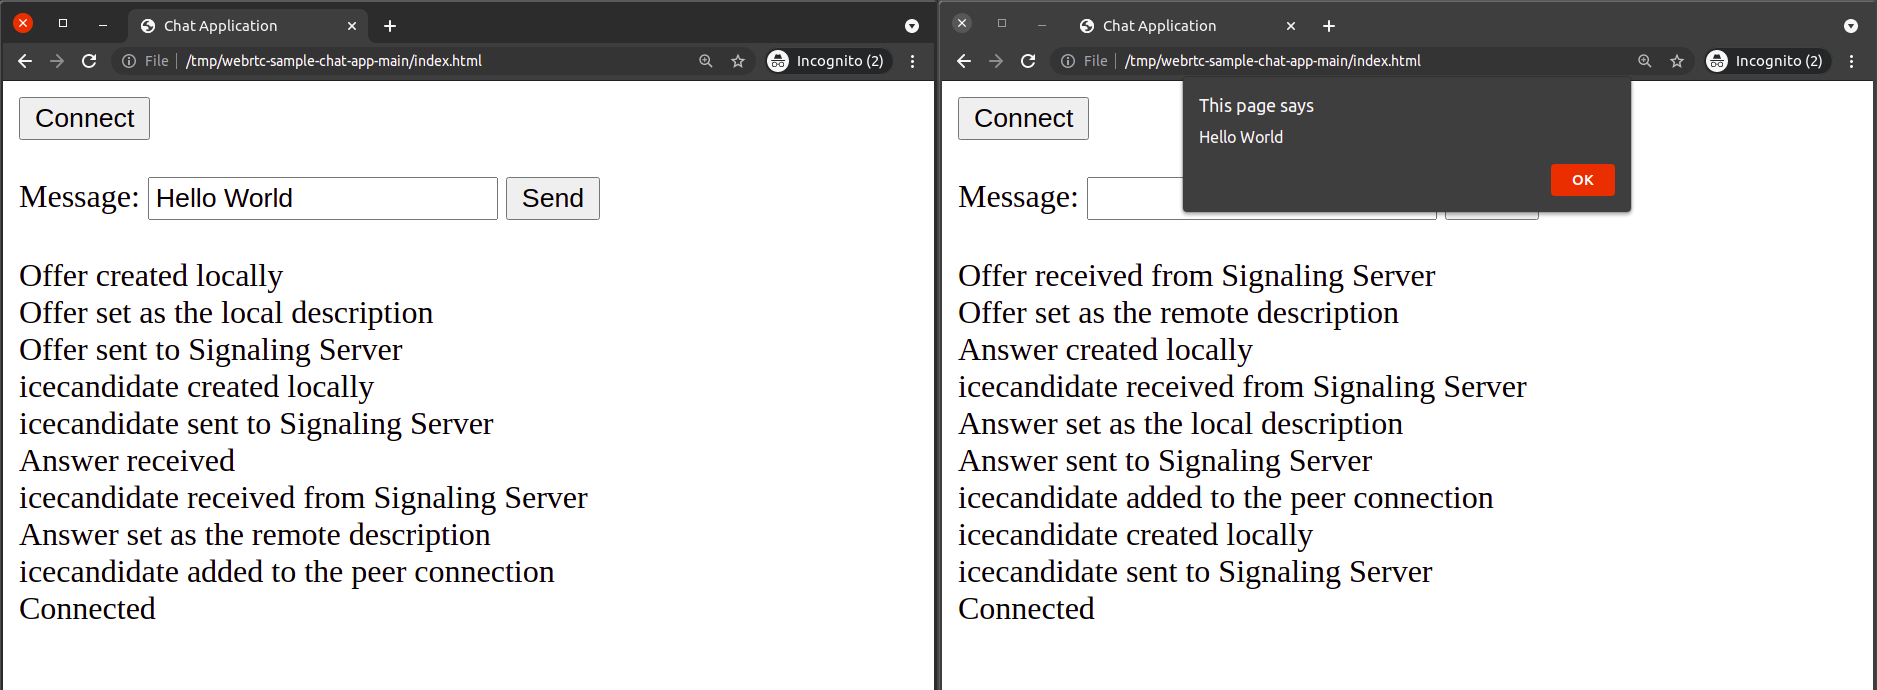 Chat Application
File | /tmp/webrtc-sample-chat-app-main/index.html
Incognito (2)
Connect
Message: Hello World Send
Offer created locally
Offer set as the local description
Offer sent to Signaling Server
icecandidate created locally
icecandidate sent to Signaling Server
Answer received
icecandidate received from Signaling Server
Answer set as the remote description
icecandidate added to the peer connection
Connected
Chat Application
File | /tmp/webrtc-sample-chat-app-main/index.html
Incognito (2)
Connect
This page says
Hello World
OK
Message:
Offer received from Signaling Server
Offer set as the remote description
Answer created locally
icecandidate received from Signaling Server
Answer set as the local description
Answer sent to Signaling Server
icecandidate added to the peer connection
icecandidate created locally
icecandidate sent to Signaling Server
Connected